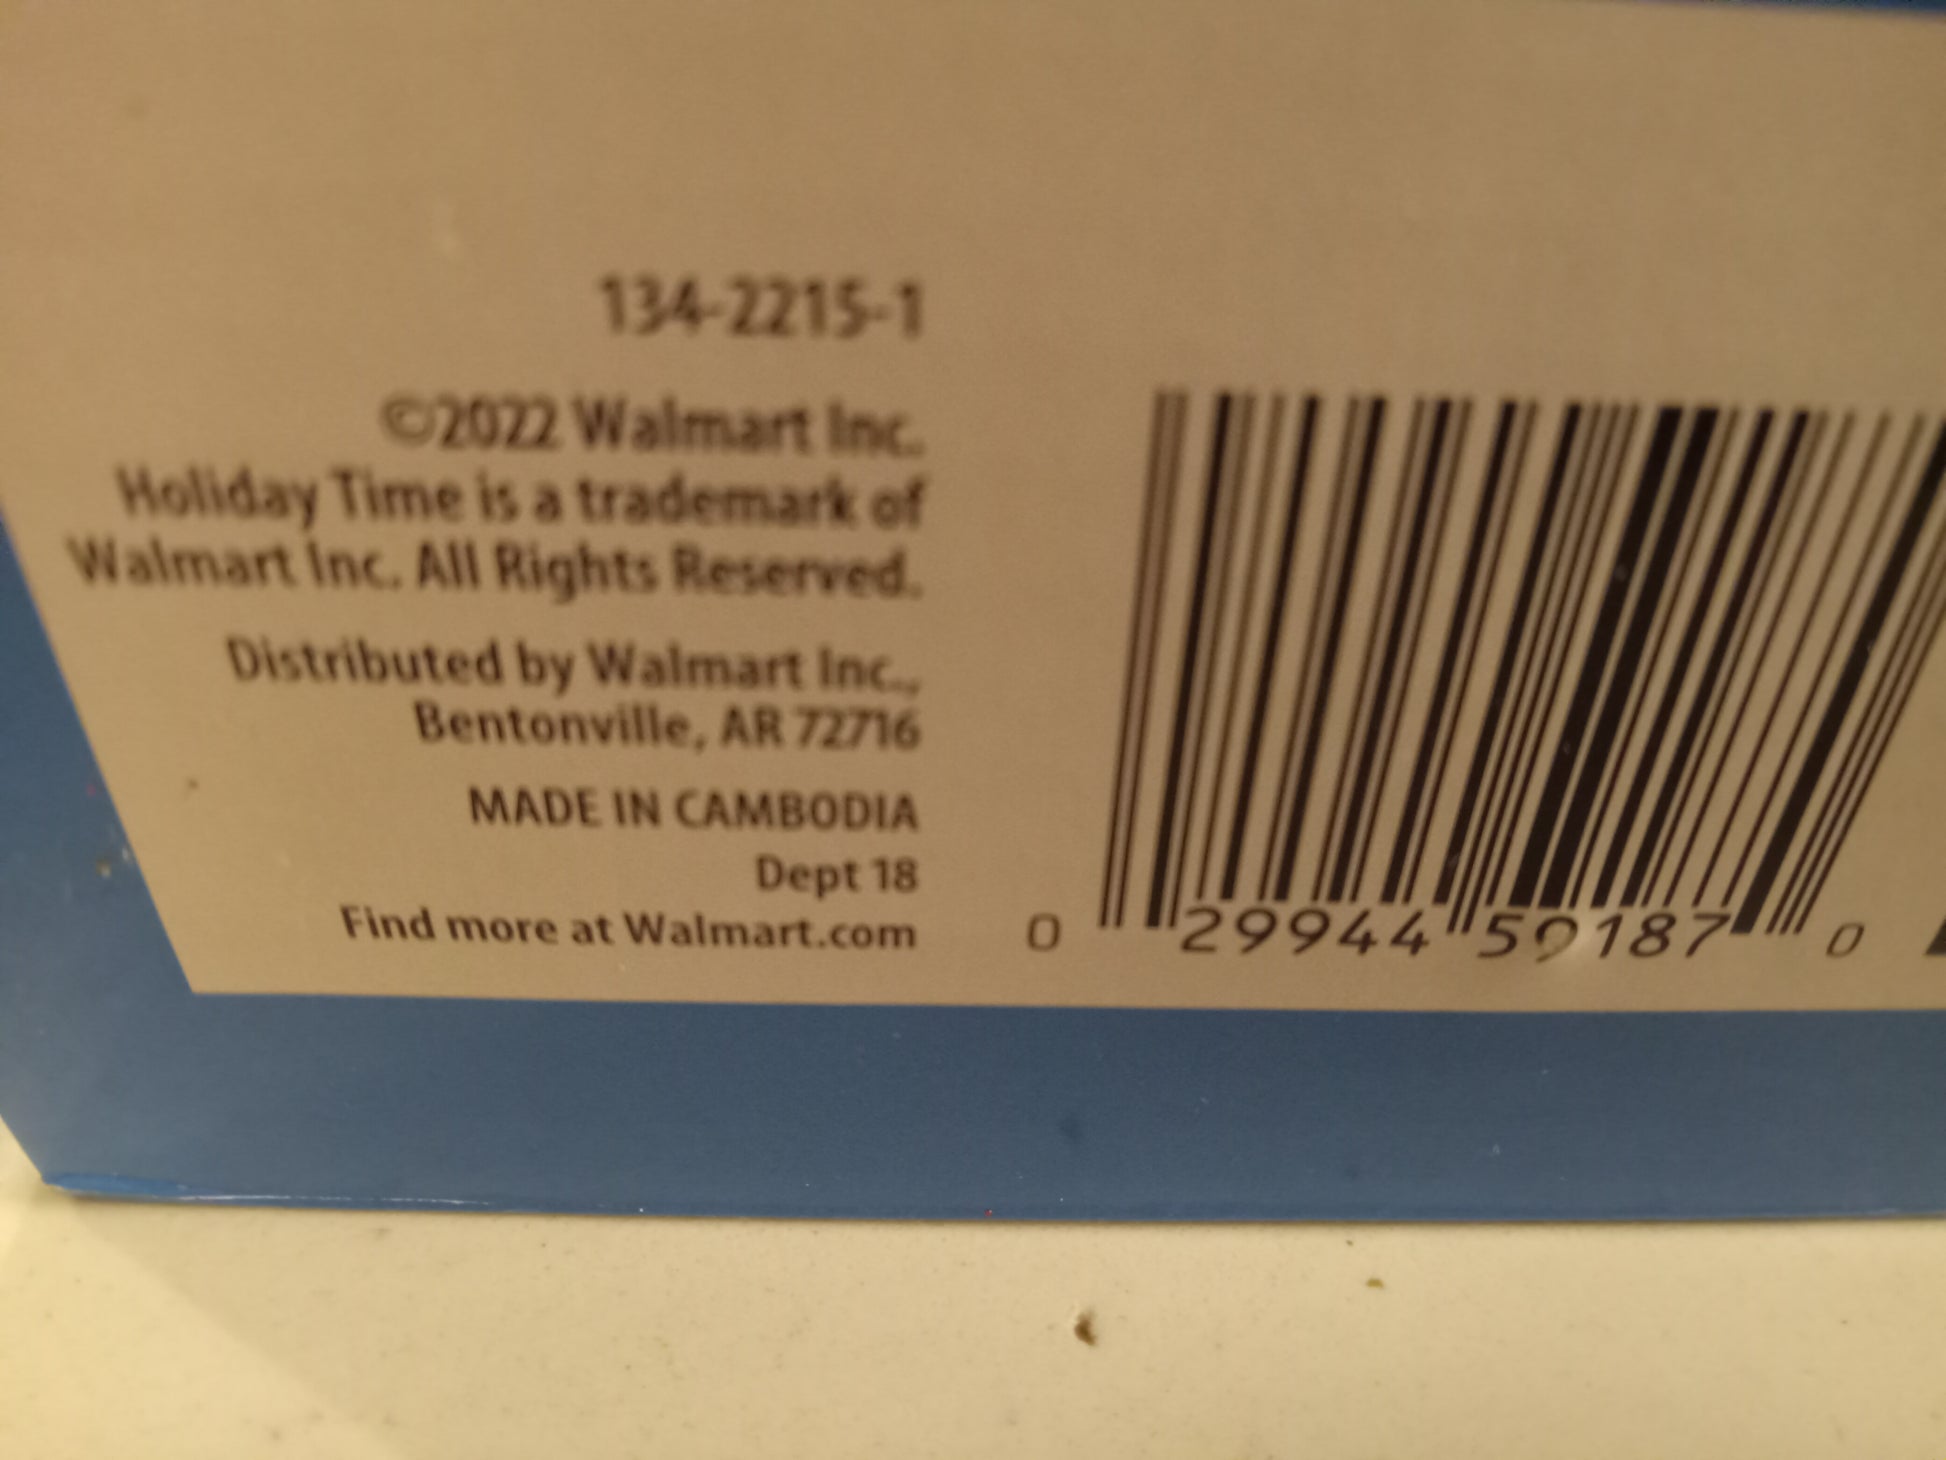 134-2215-1
©2022 Walmart Inc.
Holiday Time is a trademark of
Walmart Inc. All Rights Reserved.
Distributed by Walmart Inc.,
Bentonville, AR 72716
MADE IN CAMBODIA
Dept 18
Find more at Walmart.com
0 29944 59187 0